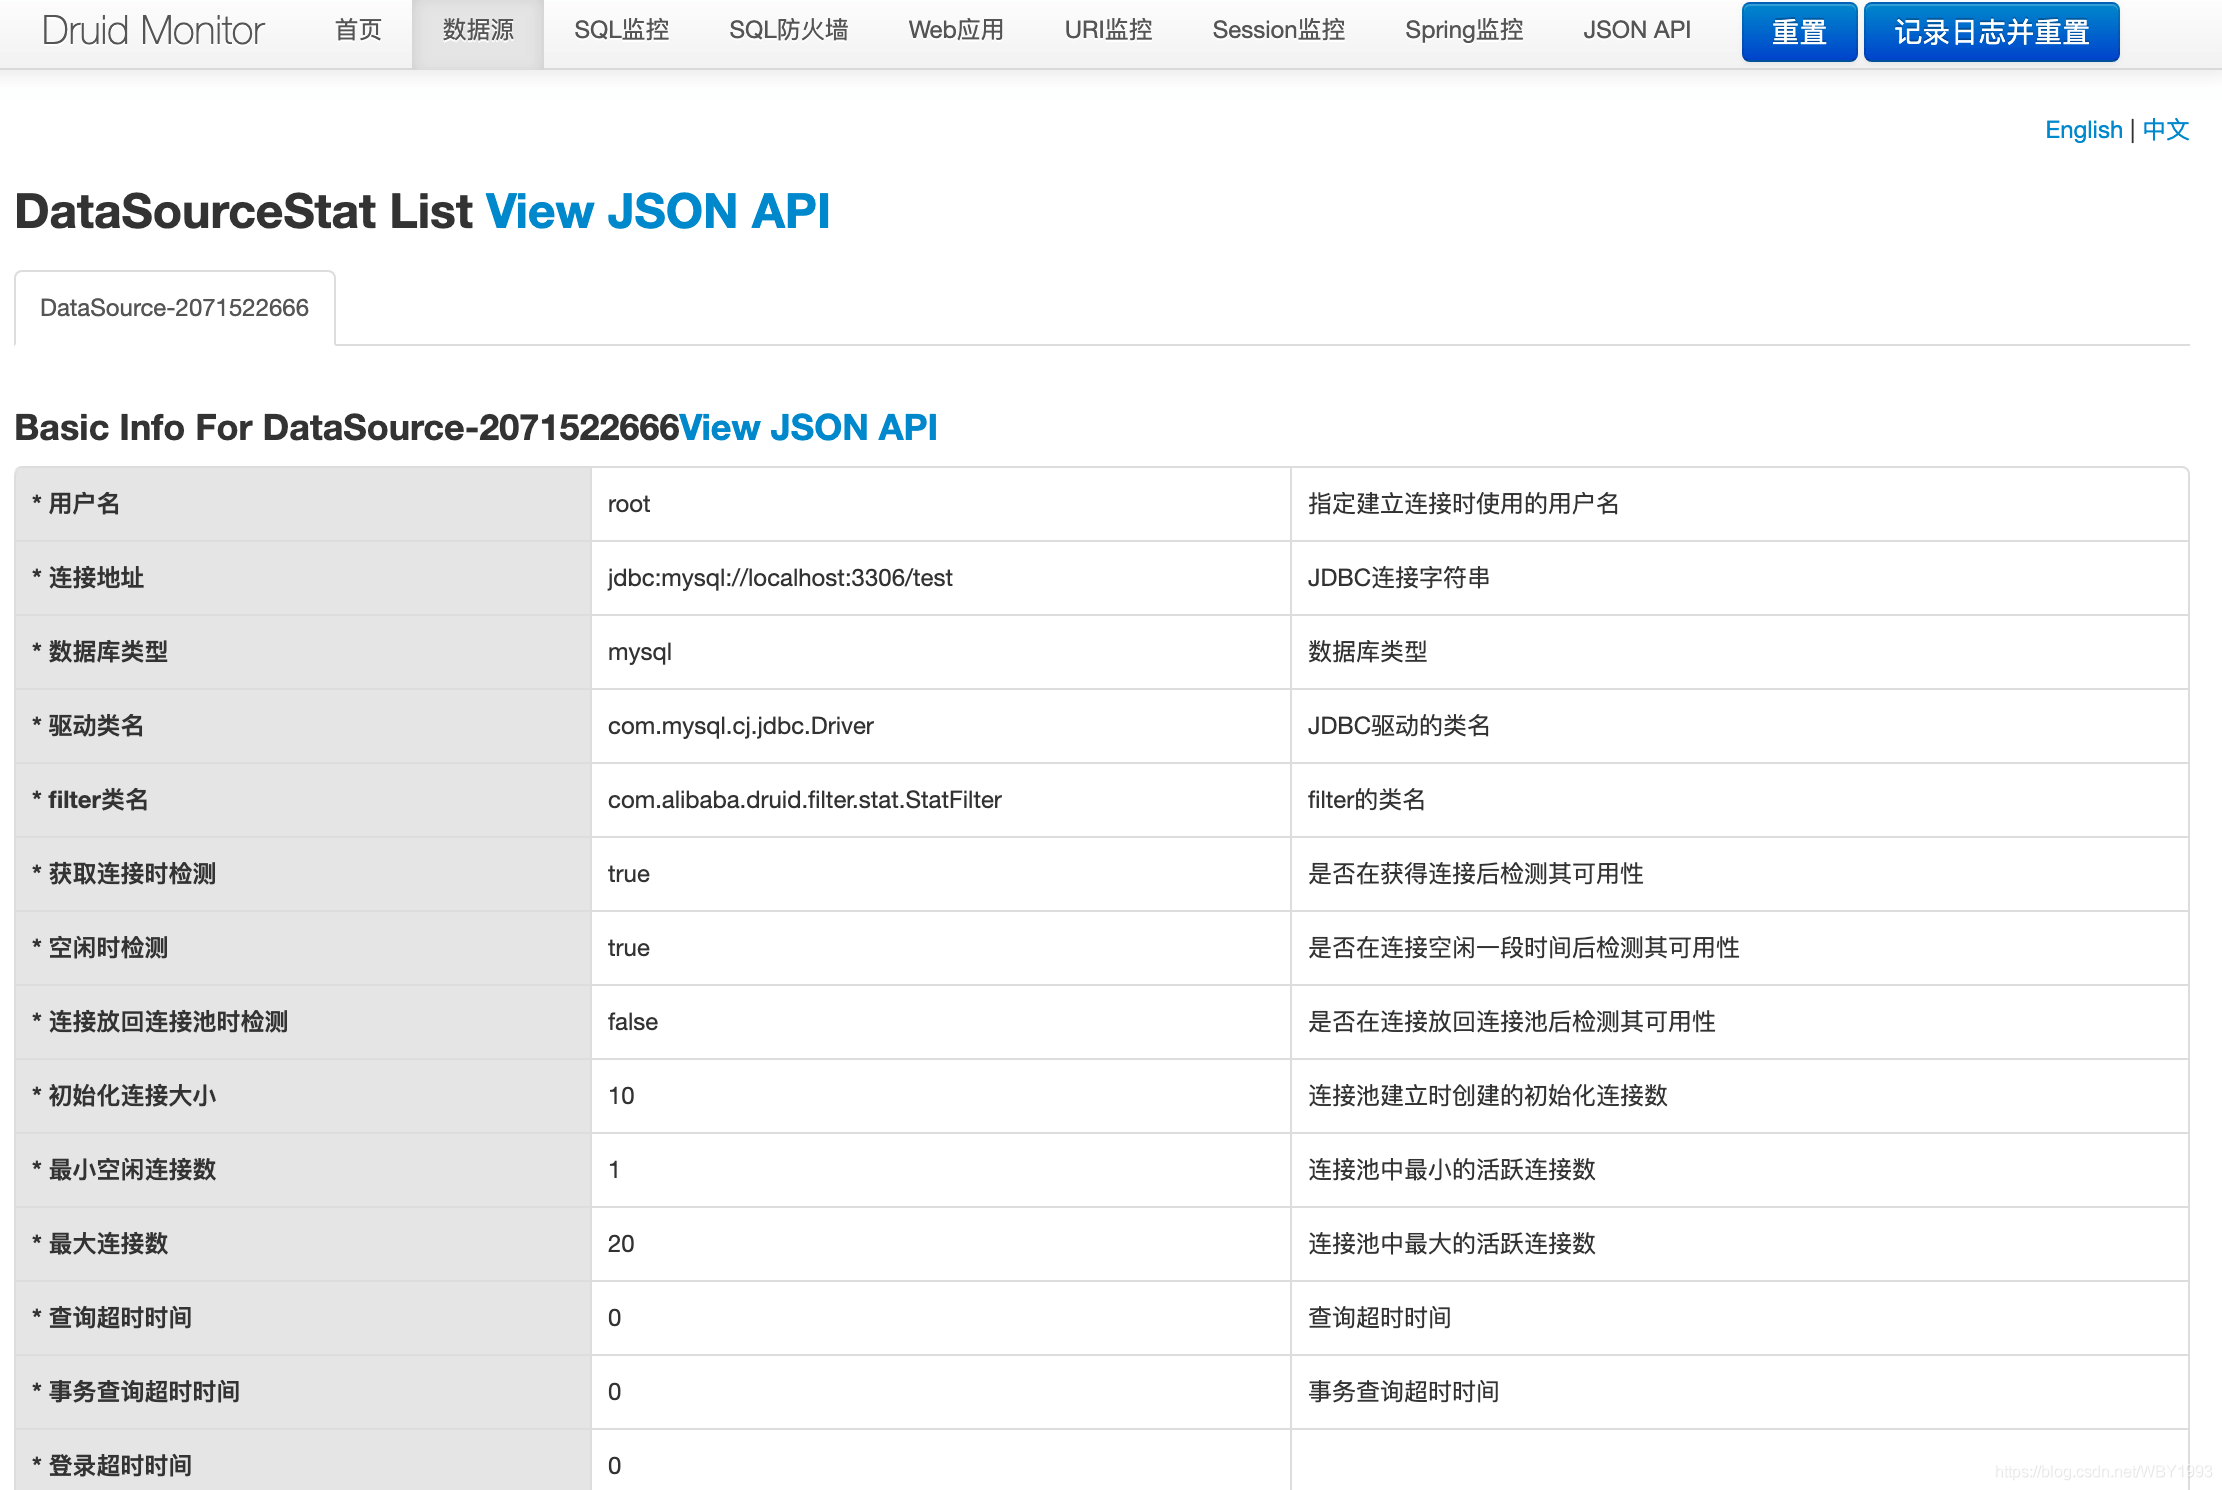 Druid Monitor 首页 数据源 SQL监控 SQL防火墙 Web应用 URI监控 Session监控 Spring监控 JSON API 重置 记录日志并重置
English | 中文
DataSourceStat List View JSON API
DataSource-2071522666
Basic Info For DataSource-2071522666View JSON API
* 用户名 root 指定建立连接时使用的用户名
* 连接地址 jdbc:mysql://localhost:3306/test JDBC连接字符串
* 数据库类型 mysql 数据库类型
* 驱动类名 com.mysql.cj.jdbc.Driver JDBC驱动的类名
* filter类名 com.alibaba.druid.filter.stat.StatFilter filter的类名
* 获取连接时检测 true 是否在获得连接后检测其可用性
* 空闲时检测 true 是否在连接空闲一段时间后检测其可用性
* 连接放回连接池时检测 false 是否在连接放回连接池后检测其可用性
* 初始化连接大小 10 连接池建立时创建的初始化连接数
* 最小空闲连接数 1 连接池中最小的活跃连接数
* 最大连接数 20 连接池中最大的活跃连接数
* 查询超时时间 0 查询超时时间
* 事务查询超时时间 0 事务查询超时时间
* 登录超时时间 0
https://blog.csdn.net/WBY1993